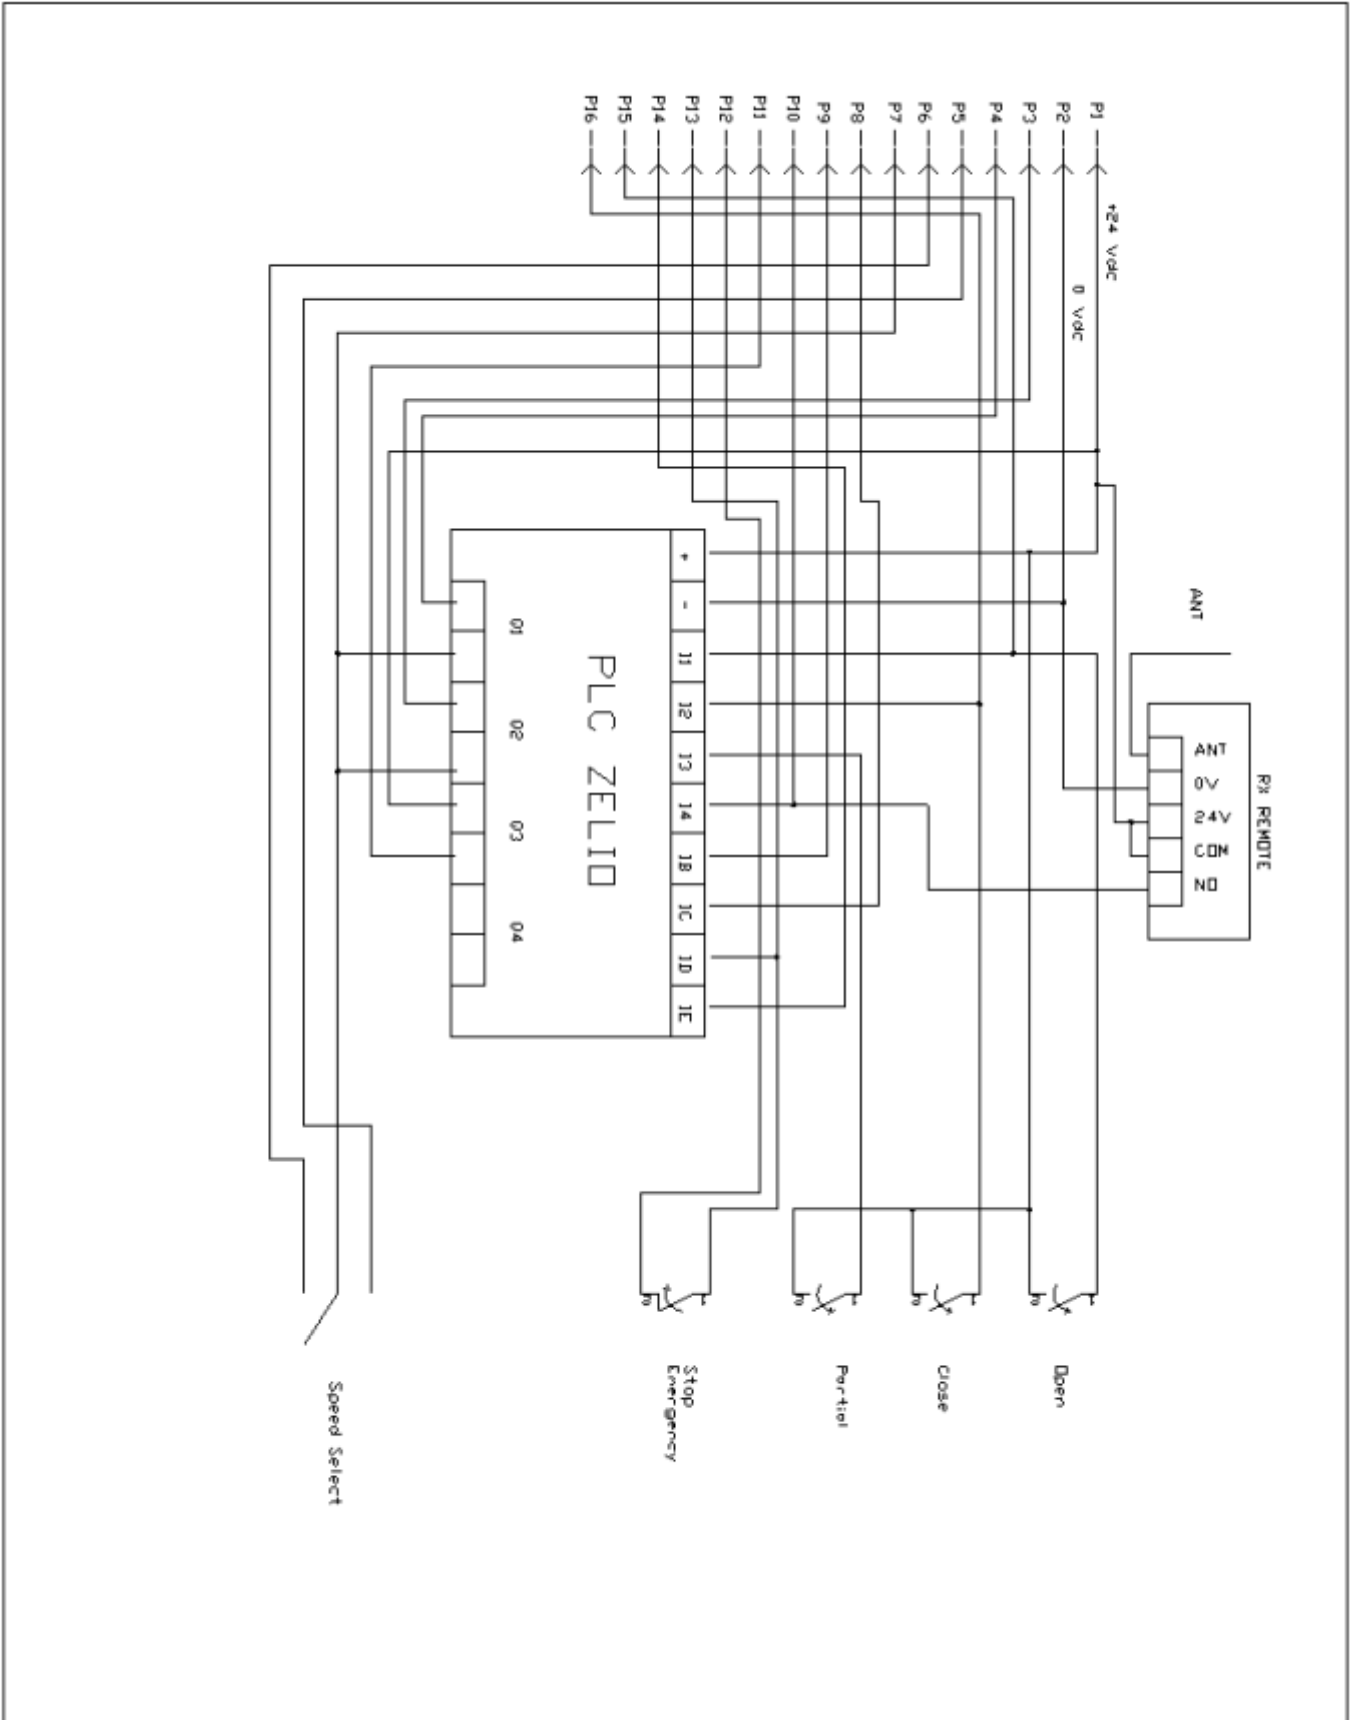 P1
P2
P3
P4
P5
P6
P7
P8
P9
P10
P11
P12
P13
P14
P15
P16
+24 Vdc
0 Vdc
ANT
RX REMOTE
ANT
0V
24V
COM
NO
+
-
I1
I2
I3
I4
IB
IC
ID
IE
PLC ZELIO
O1
O2
O3
O4
Open
Close
Partial
Stop
Emergency
Speed Select